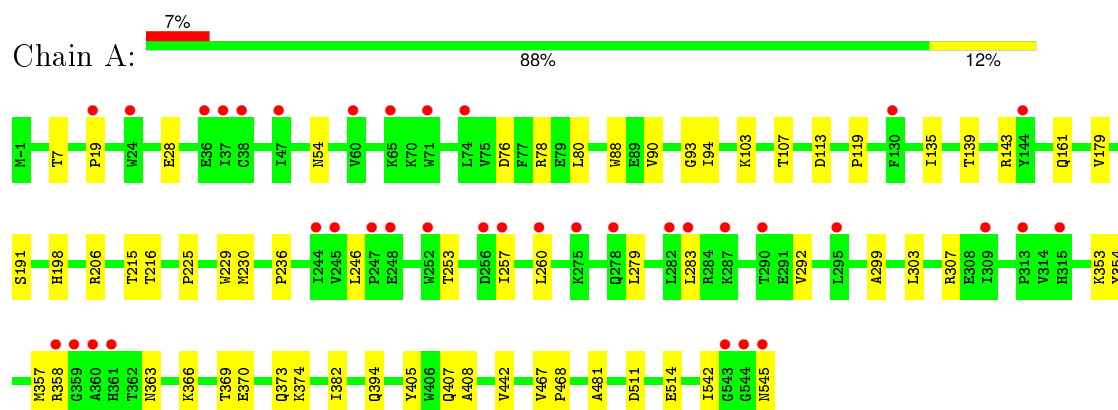 7%
Chain A:
88% 12%
M-1 T7 P19 W24 E28 E36 I37 C38 I47 N54 V60 K65 K70 W71 L74 V75 D76 F77 R78 E79 L80 W88 E89 V90 G93 I94 K103 T107 D113 P119 F130 I135 T139 R143 Y144 Q161 V179
S191 H198 R206 T215 T216 P225 W229 M230 P236 I244 V245 L246 P247 E248 W252 T253 D256 I257 L260 K275 Q278 L279 L282 L283 R284 K287 T290 E291 V292 L295 A299 L303 R307 E308 I309 P313 V314 H315 K353 Y354
M357 R358 G359 A360 H361 T362 N363 K366 T369 E370 Q373 K374 I382 Q394 Y405 W406 Q407 A408 V442 V467 P468 A481 D511 E514 I542 G543 G544 N545